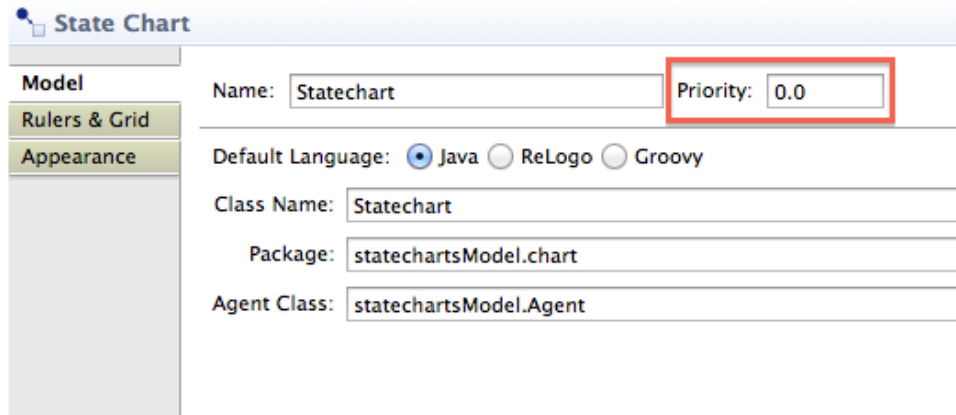 State Chart
Model
Rulers & Grid
Appearance
Name: Statechart Priority: 0.0
Default Language: Java ReLogo Groovy
Class Name: Statechart
Package: statechartsModel.chart
Agent Class: statechartsModel.Agent